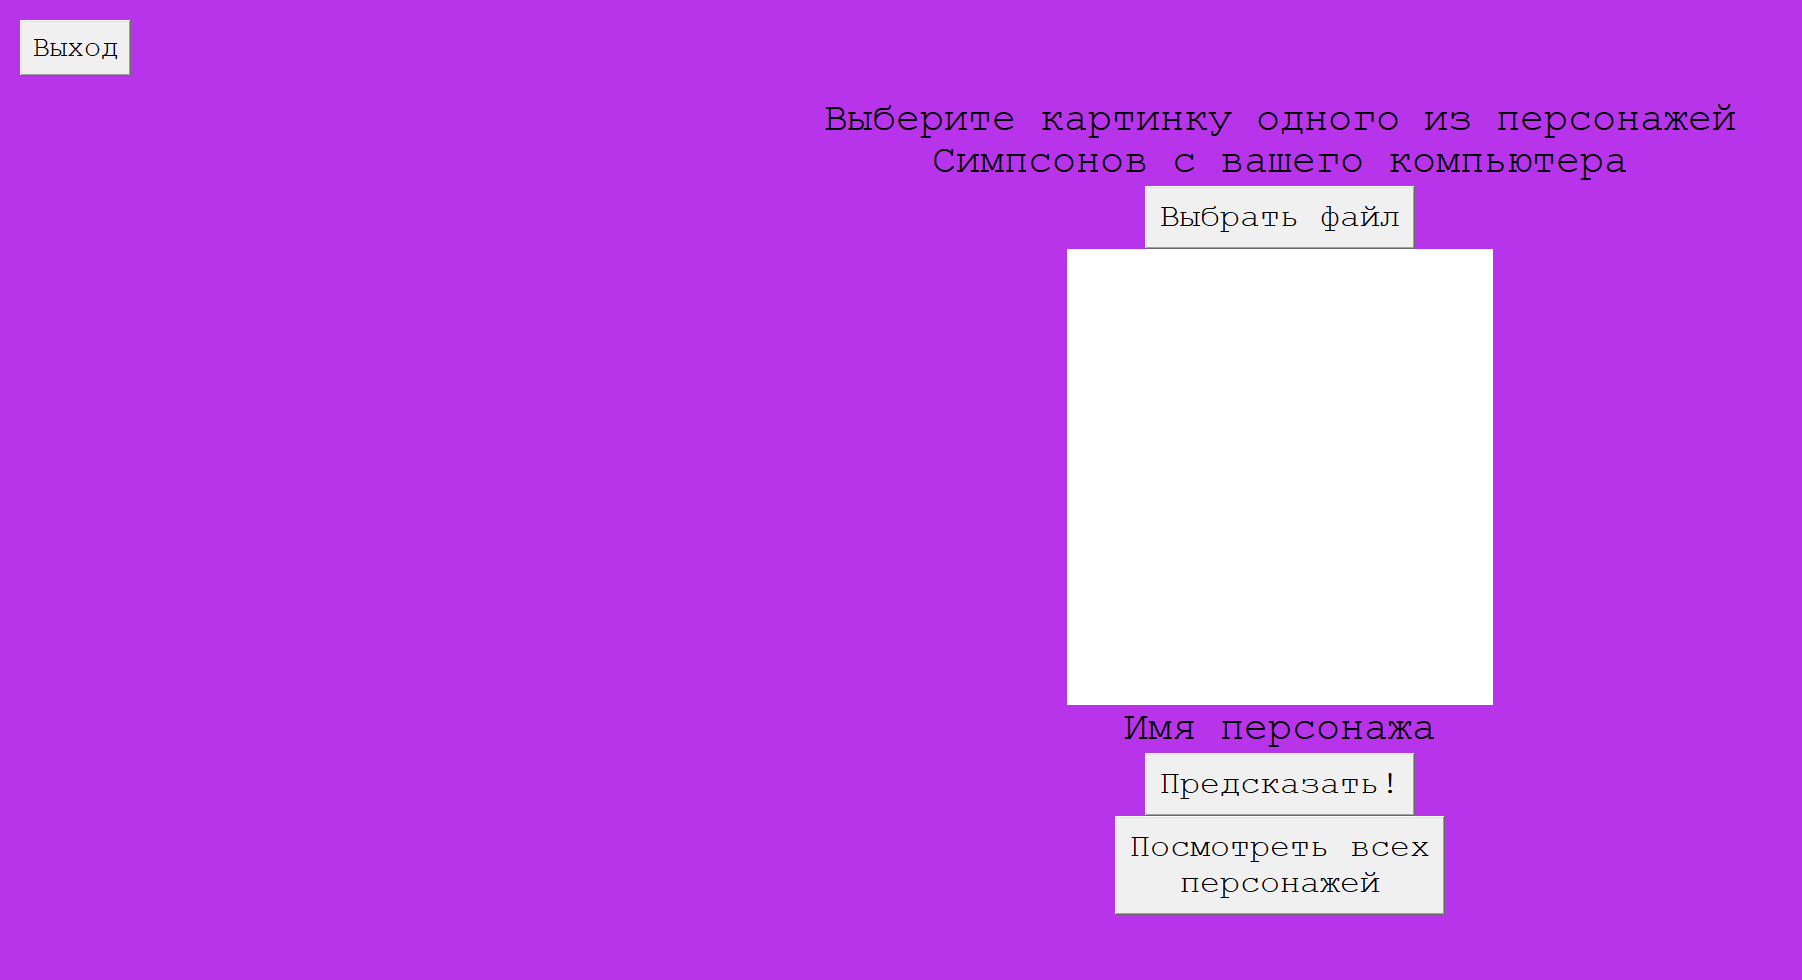 Выход
Выберите картинку одного из персонажей
Симпсонов с вашего компьютера
Выбрать файл
Имя персонажа
Предсказать!
Посмотреть всех
персонажей